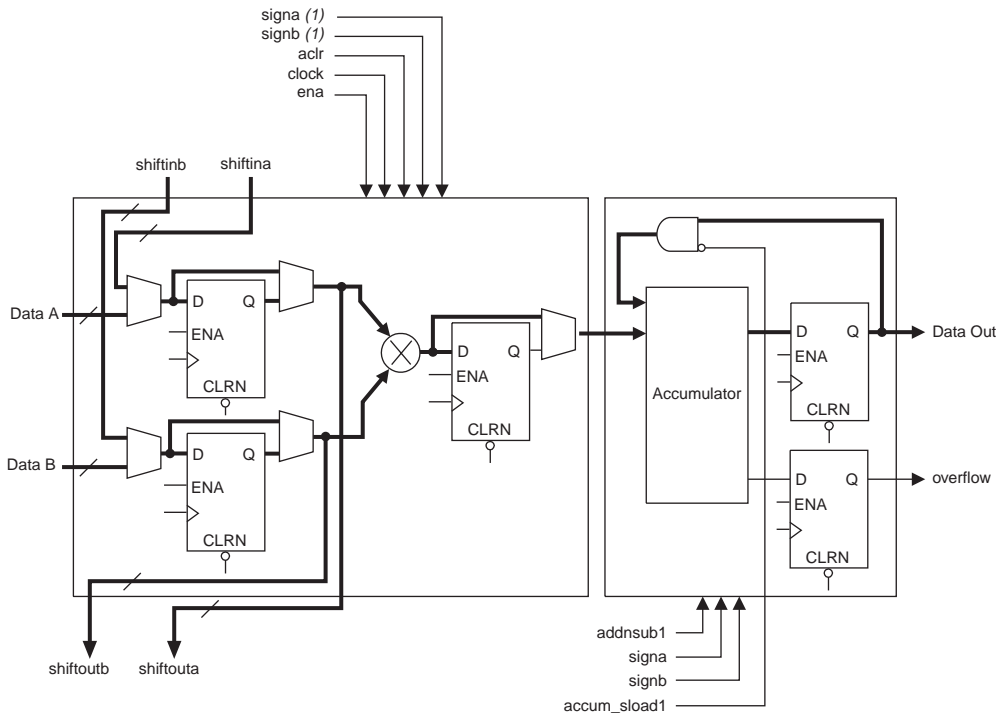 signa (1)
signb (1)
aclr
clock
ena
shiftinb
shiftina
Data A
D
Q
ENA
CLRN
D
Q
ENA
CLRN
Accumulator
D
Q
ENA
CLRN
Data Out
Data B
D
Q
ENA
CLRN
D
Q
ENA
CLRN
overflow
shiftoutb
shiftouta
addnsub1
signa
signb
accum_sload1